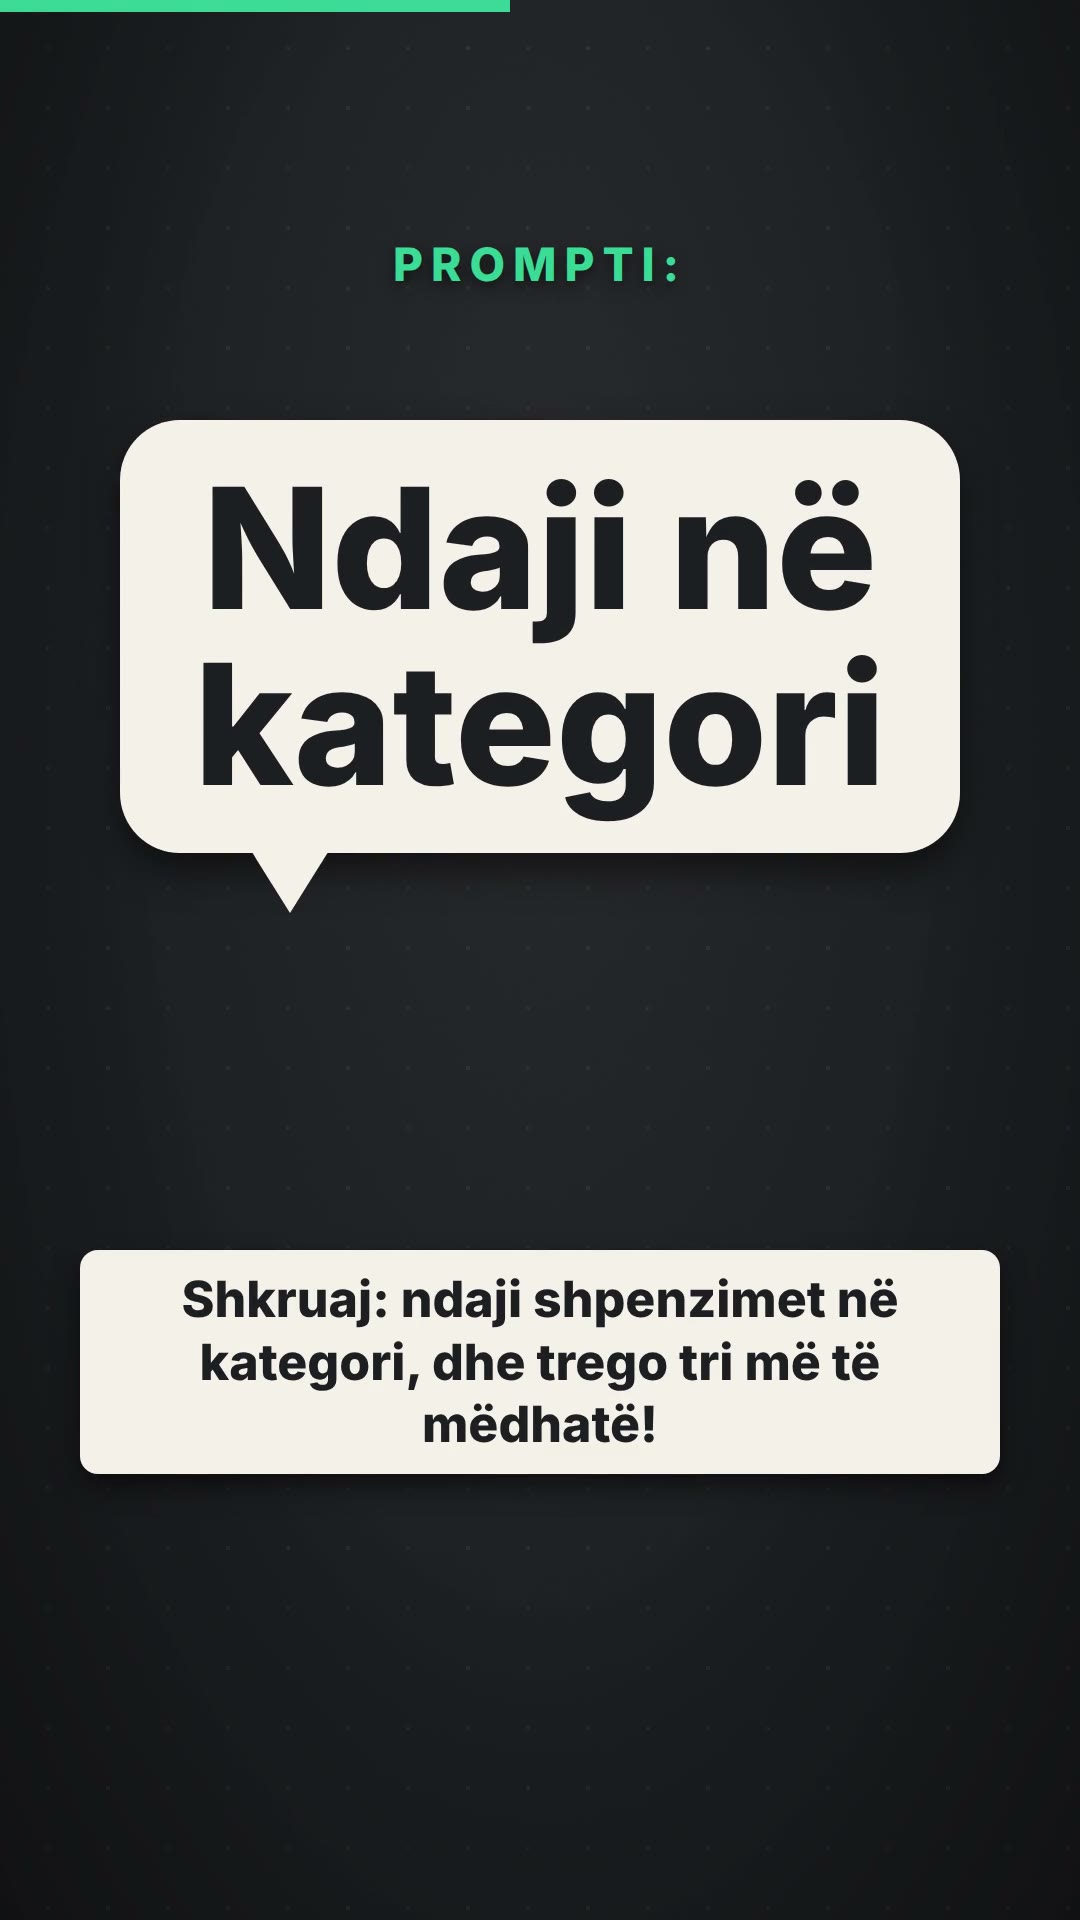 PROMPTI:
Ndaji në
kategori
Shkruaj: ndaji shpenzimet në
kategori, dhe trego tri më të
mëdhatë!